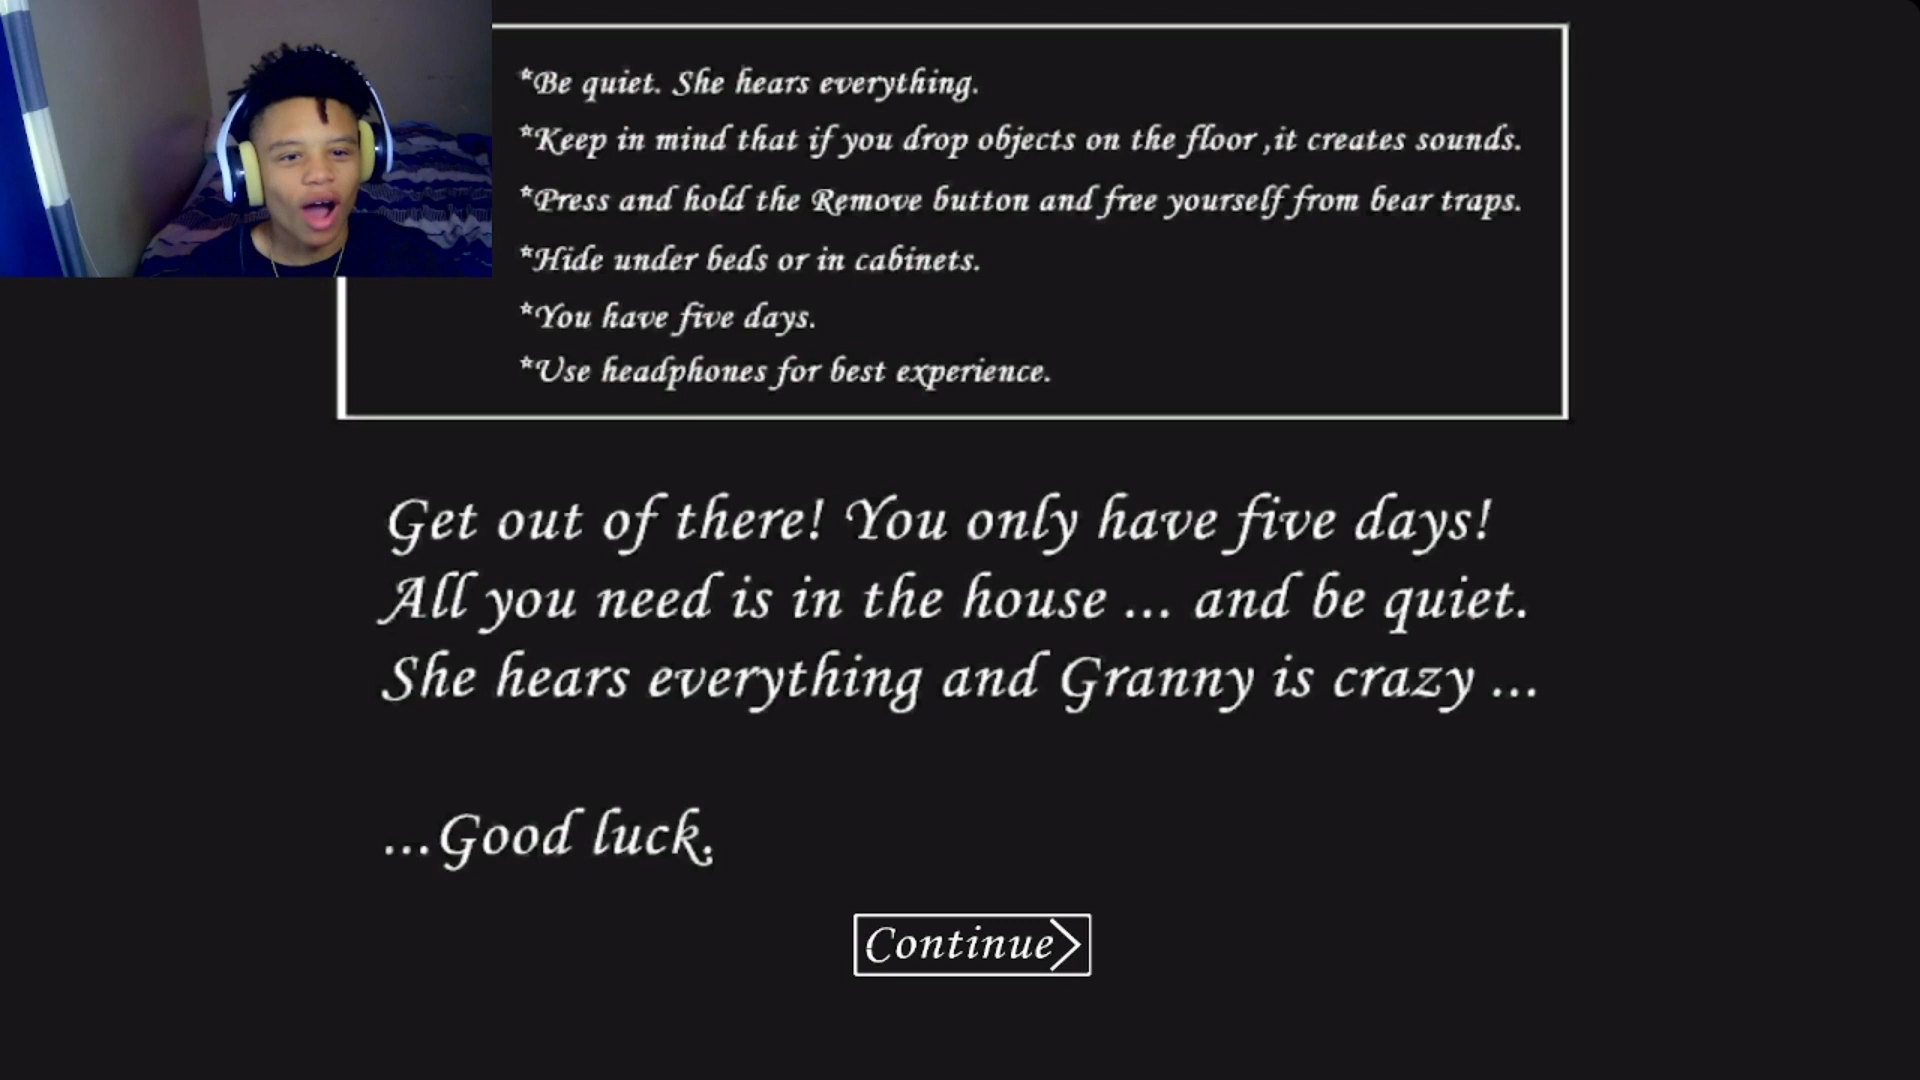 *Be quiet. She hears everything.
*Keep in mind that if you drop objects on the floor ,it creates sounds.
*Press and hold the Remove button and free yourself from bear traps.
*Hide under beds or in cabinets.
*You have five days.
*Use headphones for best experience.
Get out of there! You only have five days!
All you need is in the house ... and be quiet.
She hears everything and Granny is crazy ...
...Good luck.
Continue>